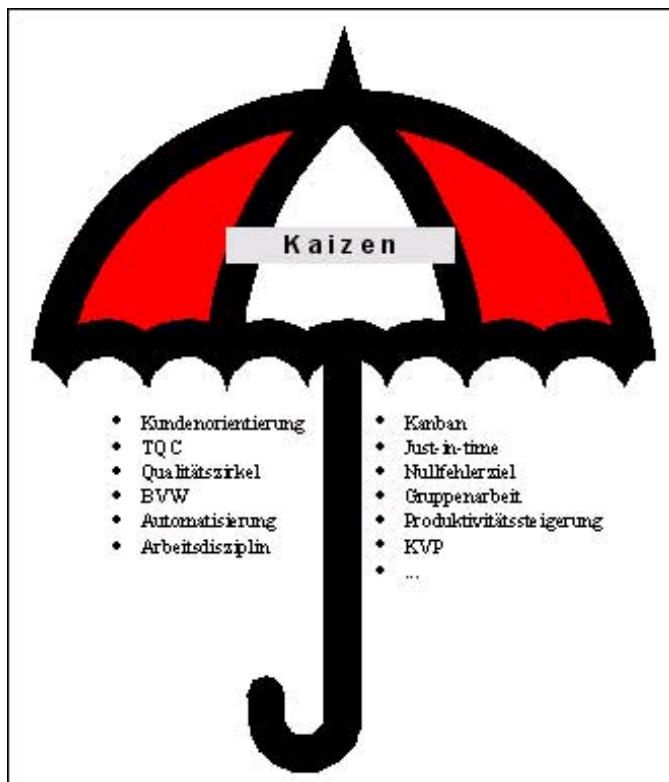 Kaizen
• Kundenorientierung
• TQC
• Qualitätszirkel
• BVW
• Automatisierung
• Arbeitsdisziplin
• Kanban
• Just-in-time
• Nullfehlerziel
• Gruppenarbeit
• Produktivitätssteigerung
• KVP
• ...